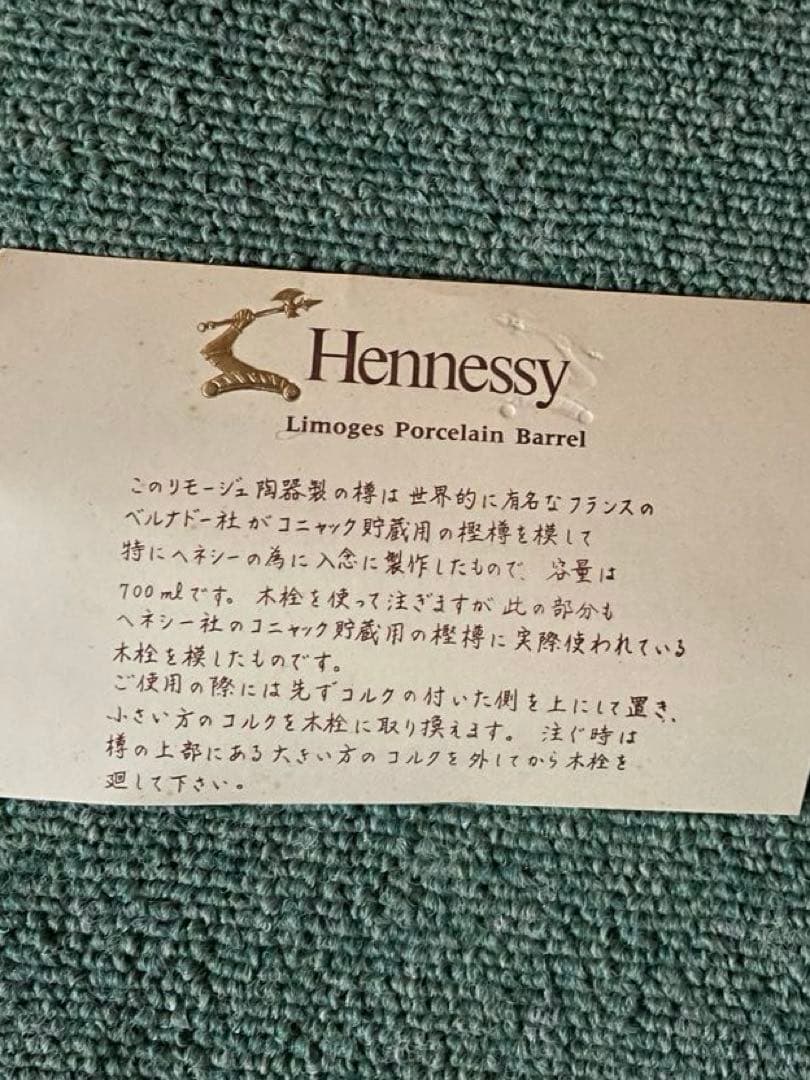 Hennessy
Limoges Porcelain Barrel
このリモージュ陶器製の樽は世界的に有名なフランスの
ベルナドー社がコニャック貯蔵用の樫樽を模して
特にヘネシーの為に入念に製作したもので、容量は
700mlです。木栓を使って注ぎますが此の部分も
ヘネシー社のコニャック貯蔵用の樫樽に実際使われている
木栓を模したものです。
ご使用の際には先ずコルクの付いた側を上にして置き、
小さい方のコルクを木栓に取り換えます。注ぐ時は
樽の上部にある大きい方のコルクを外してから木栓を
廻して下さい。